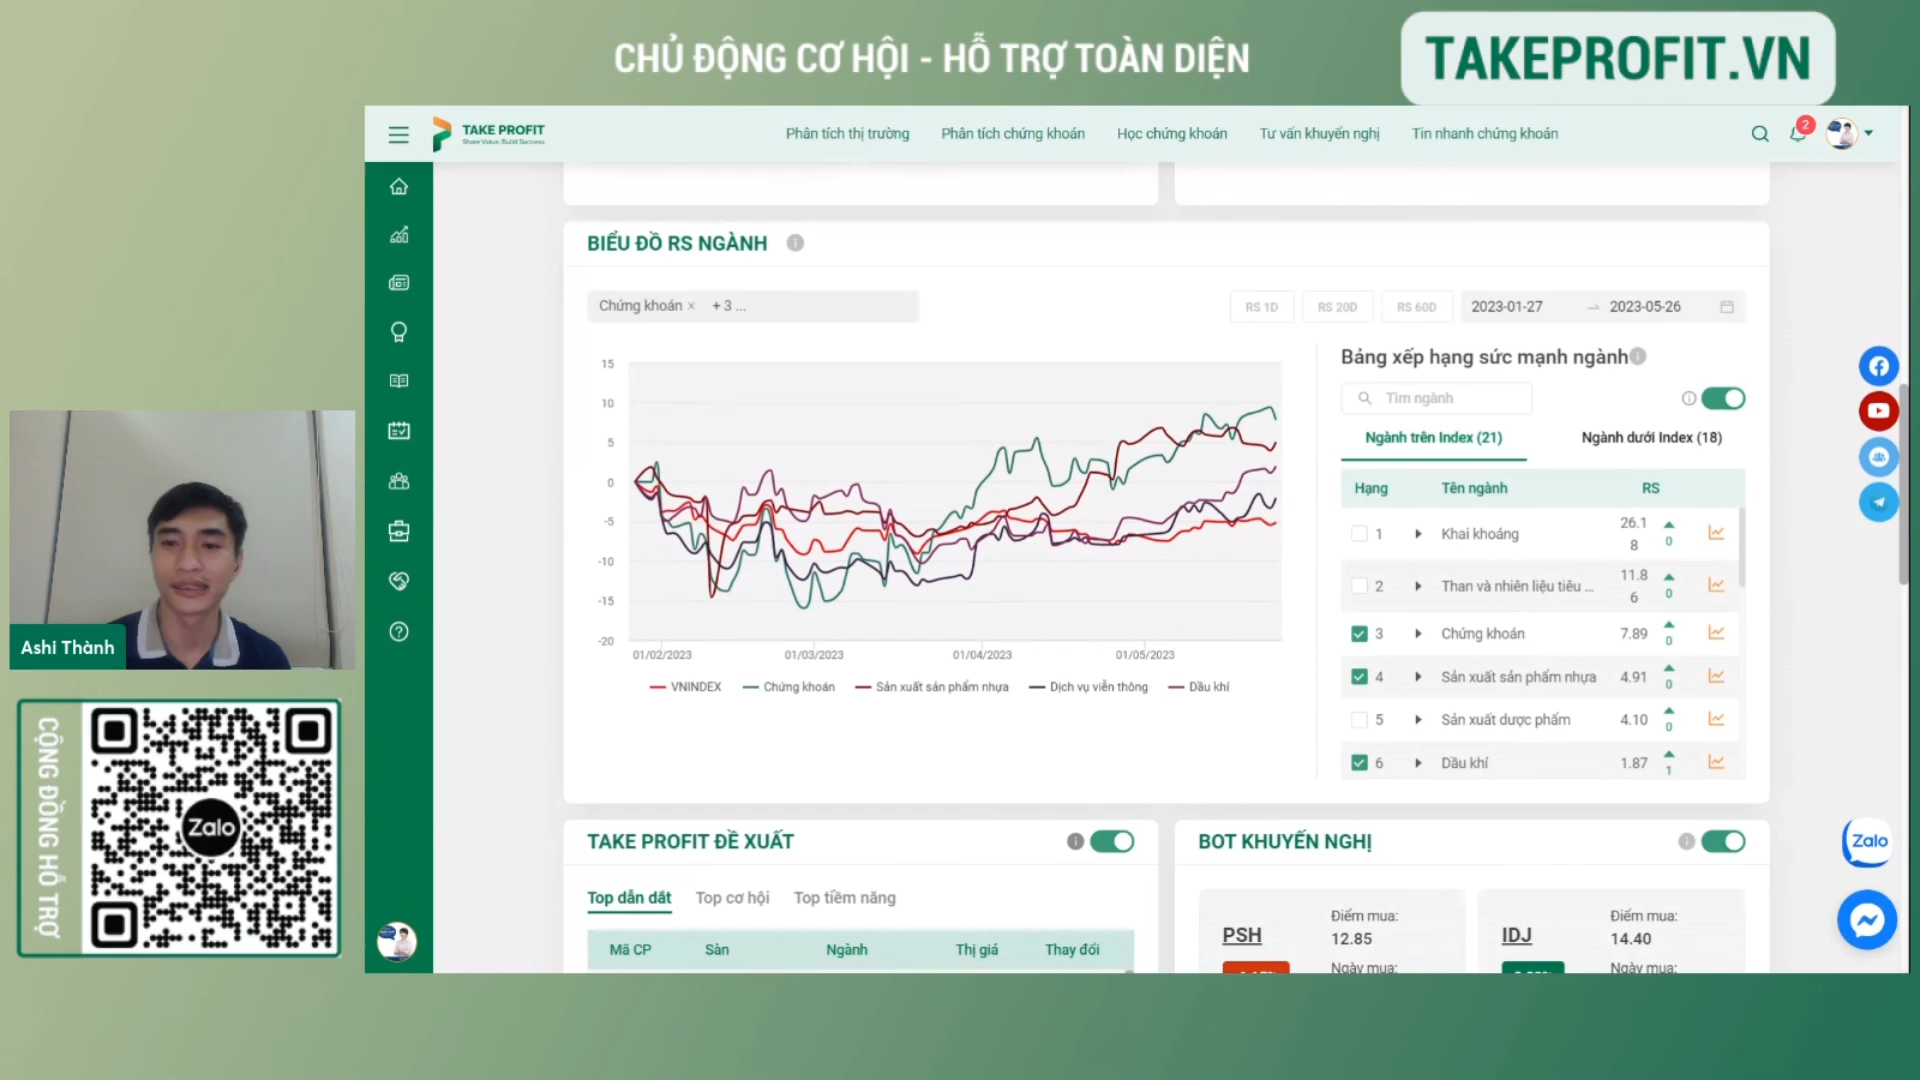 CHỦ ĐỘNG CƠ HỘI - HỖ TRỢ TOÀN DIỆN
TAKEPROFIT.VN
TAKE PROFIT
Share Value, Build Success
Phân tích thị trường
Phân tích chứng khoán
Học chứng khoán
Tư vấn khuyến nghị
Tin nhanh chứng khoán
2
BIỂU ĐỒ RS NGÀNH
Chứng khoán × + 3 ...
RS 1D
RS 20D
RS 60D
2023-01-27 → 2023-05-26
15
10
5
0
-5
-10
-15
-20
01/02/2023
01/03/2023
01/04/2023
01/05/2023
VNINDEX
Chứng khoán
Sản xuất sản phẩm nhựa
Dịch vụ viễn thông
Dầu khí
Bảng xếp hạng sức mạnh ngành
Tìm ngành
Ngành trên Index (21)
Ngành dưới Index (18)
Hạng Tên ngành RS
1 Khai khoáng 26.18 0
2 Than và nhiên liệu tiêu ... 11.86 0
3 Chứng khoán 7.89 0
4 Sản xuất sản phẩm nhựa 4.91 0
5 Sản xuất dược phẩm 4.10 0
6 Dầu khí 1.87 1
TAKE PROFIT ĐỀ XUẤT
Top dẫn dắt
Top cơ hội
Top tiềm năng
Mã CP Sàn Ngành Thị giá Thay đổi
BOT KHUYẾN NGHỊ
PSH
Điểm mua:
12.85
Ngày mua:
IDJ
Điểm mua:
14.40
Ngày mua:
Ashi Thành
CỘNG ĐỒNG HỖ TRỢ
Zalo
Zalo